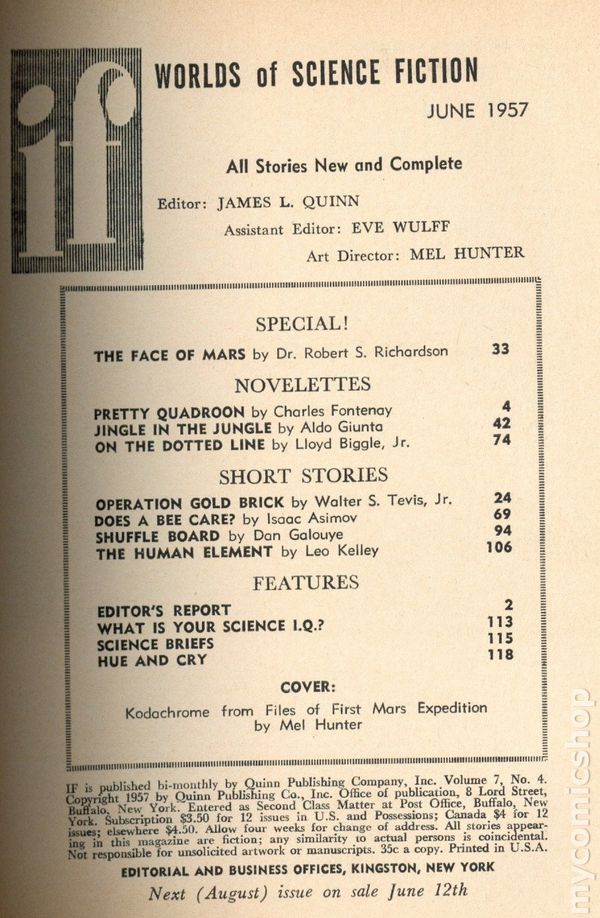 if
WORLDS of SCIENCE FICTION
JUNE 1957
All Stories New and Complete
Editor: JAMES L. QUINN
Assistant Editor: EVE WULFF
Art Director: MEL HUNTER
SPECIAL!
THE FACE OF MARS by Dr. Robert S. Richardson 33
NOVELETTES
PRETTY QUADROON by Charles Fontenay 4
JINGLE IN THE JUNGLE by Aldo Giunta 42
ON THE DOTTED LINE by Lloyd Biggle, Jr. 74
SHORT STORIES
OPERATION GOLD BRICK by Walter S. Tevis, Jr. 24
DOES A BEE CARE? by Isaac Asimov 69
SHUFFLE BOARD by Dan Galouye 94
THE HUMAN ELEMENT by Leo Kelley 106
FEATURES
EDITOR'S REPORT 2
WHAT IS YOUR SCIENCE I.Q.? 113
SCIENCE BRIEFS 115
HUE AND CRY 118
COVER:
Kodachrome from Files of First Mars Expedition
by Mel Hunter
IF is published bi-monthly by Quinn Publishing Company, Inc. Volume 7, No. 4.
Copyright 1957 by Quinn Publishing Co., Inc. Office of publication, 8 Lord Street,
Buffalo, New York. Entered as Second Class Matter at Post Office, Buffalo, New
York. Subscription $3.50 for 12 issues in U.S. and Possessions; Canada $4 for 12
issues; elsewhere $4.50. Allow four weeks for change of address. All stories appear-
ing in this magazine are fiction; any similarity to actual persons is coincidental.
Not responsible for unsolicited artwork or manuscripts. 35c a copy. Printed in U.S.A.
EDITORIAL AND BUSINESS OFFICES, KINGSTON, NEW YORK
Next (August) issue on sale June 12th
mycomicshop